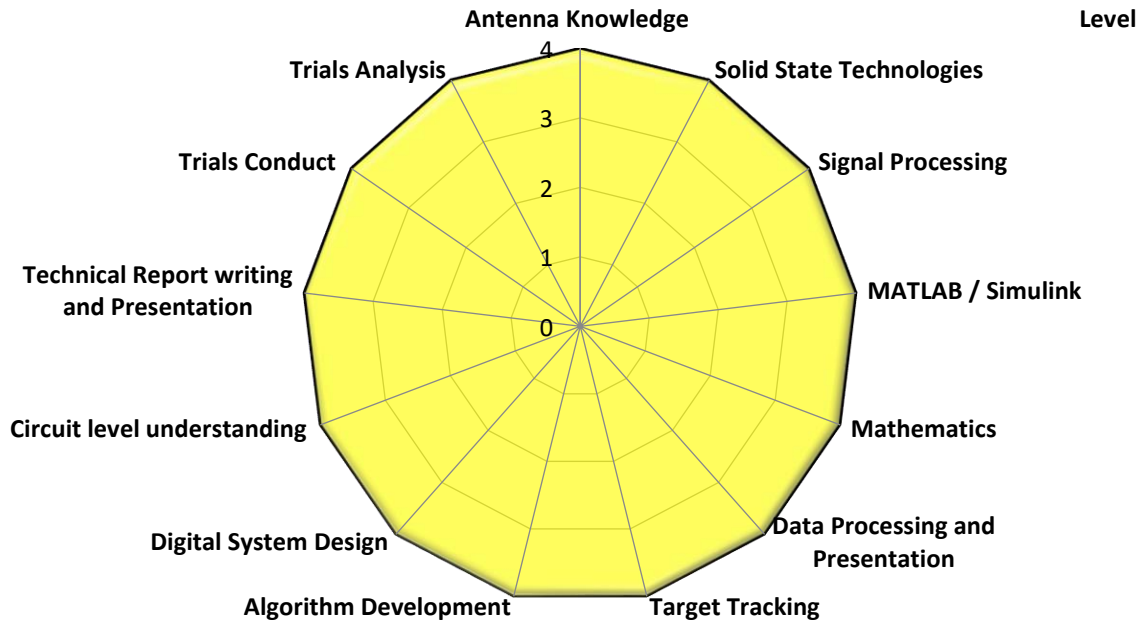 Antenna Knowledge
Level
4
Trials Analysis
Solid State Technologies
3
Trials Conduct
Signal Processing
2
1
Technical Report writing
and Presentation
MATLAB / Simulink
0
Circuit level understanding
Mathematics
Data Processing and
Presentation
Digital System Design
Algorithm Development
Target Tracking